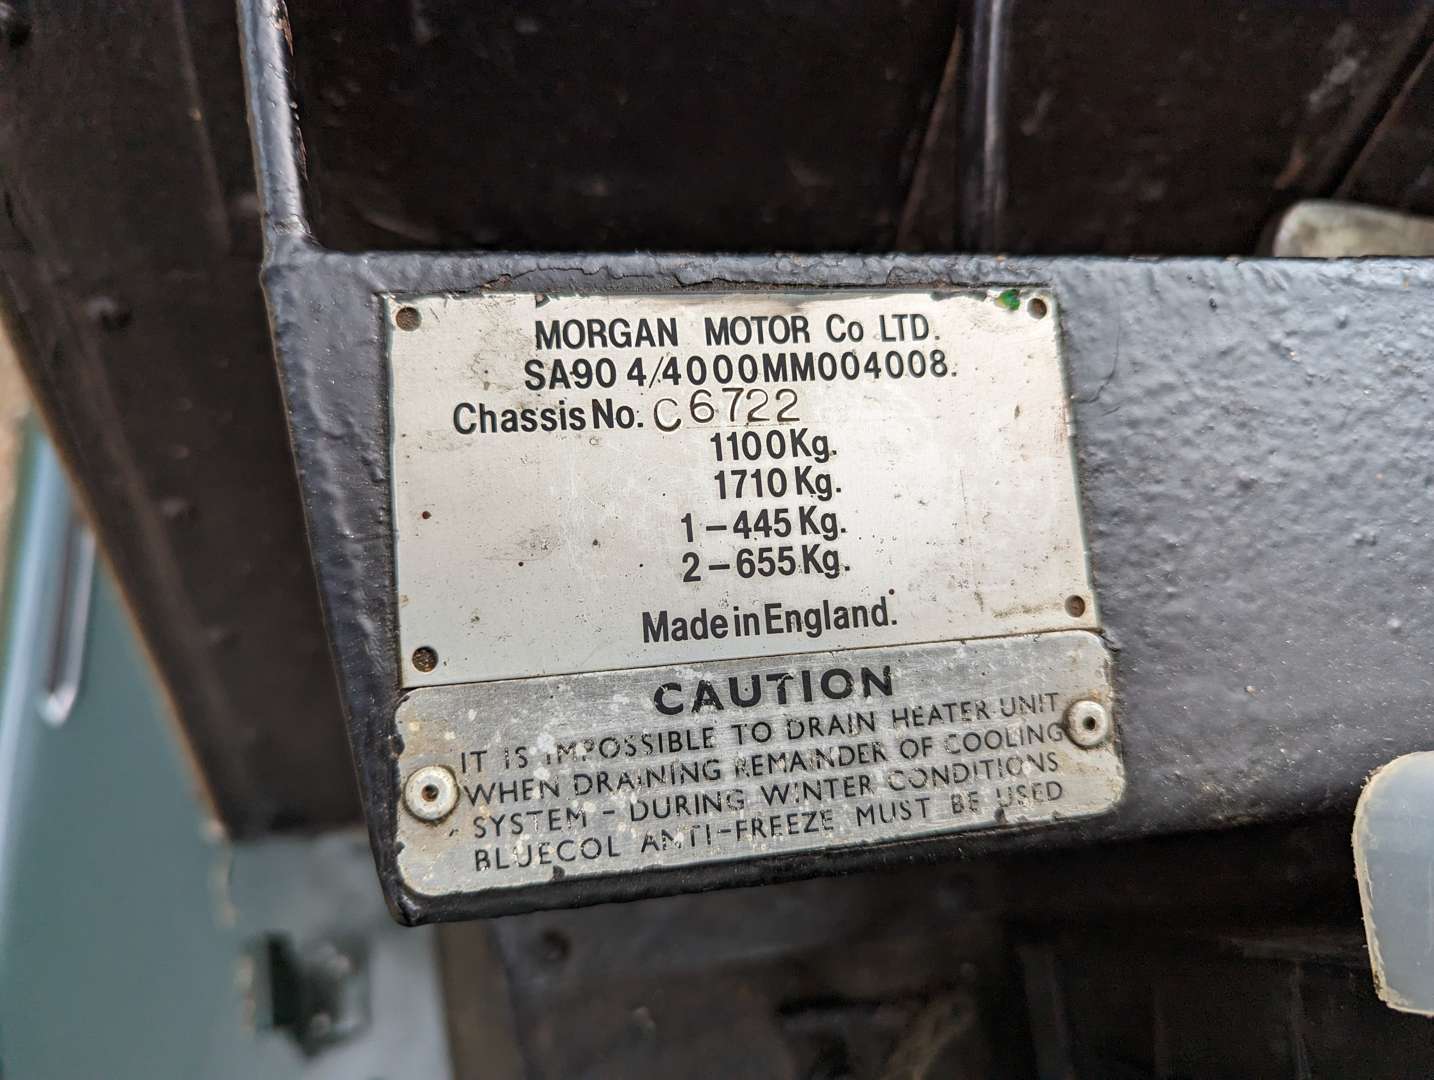 MORGAN MOTOR Co LTD.
SA90 4/4000MM004008.
Chassis No. C6722
1100Kg.
1710Kg.
1-445Kg.
2-655Kg.
Made in England.
CAUTION
IT IS IMPOSSIBLE TO DRAIN HEATER UNIT
WHEN DRAINING REMAINDER OF COOLING
SYSTEM - DURING WINTER CONDITIONS
BLUECOL ANTI-FREEZE MUST BE USED